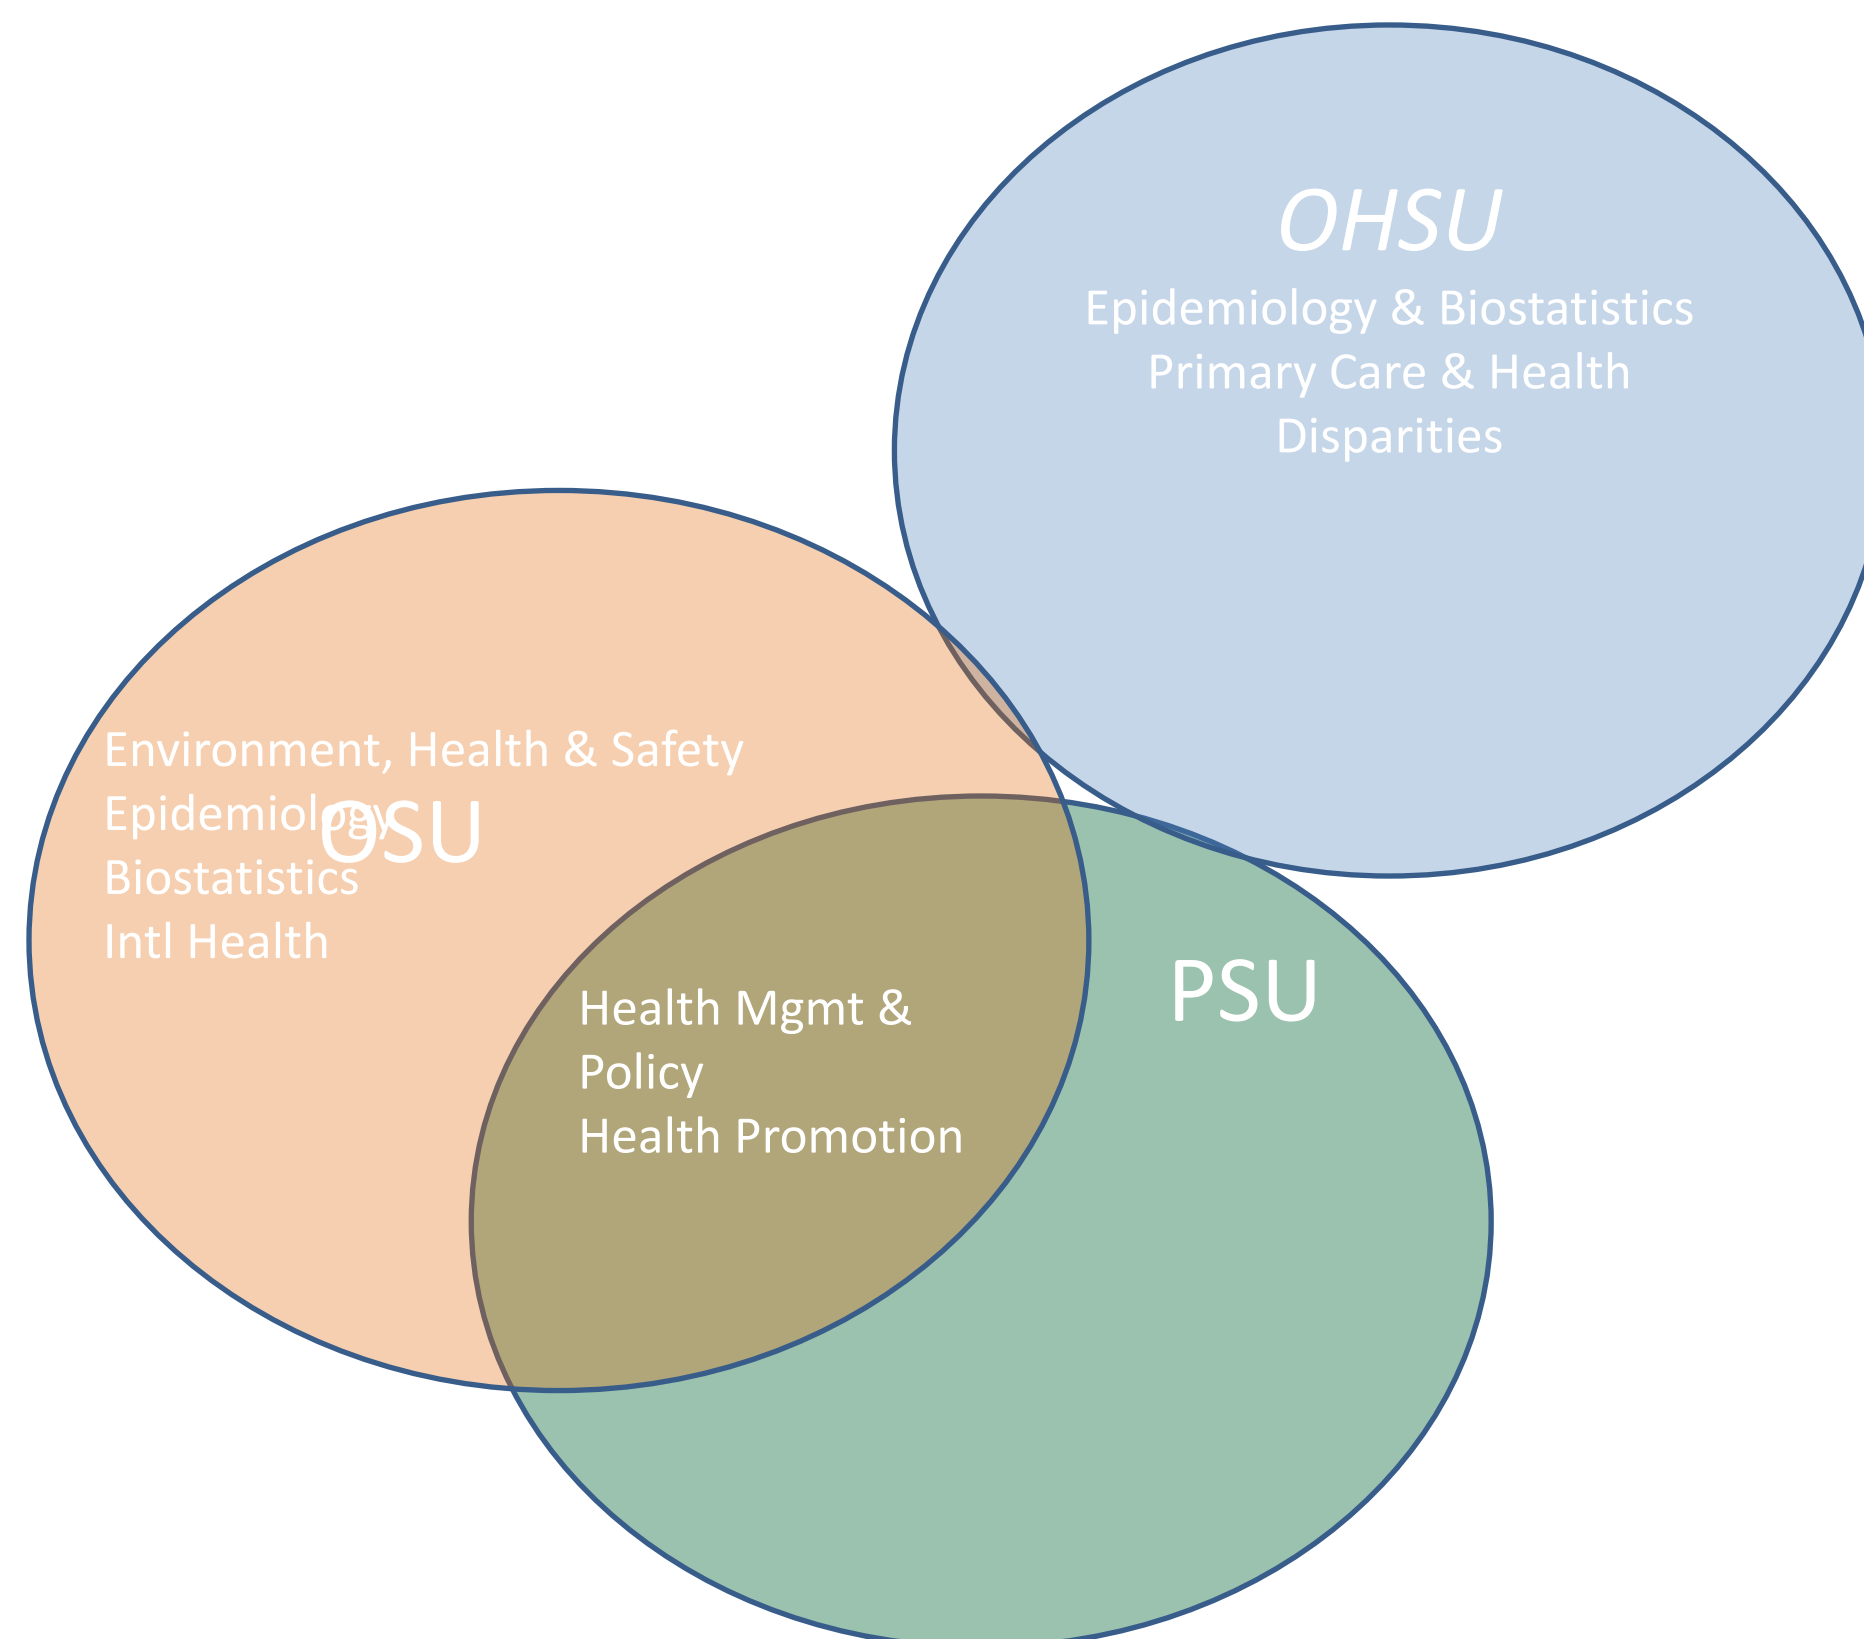 OHSU
Epidemiology & Biostatistics
Primary Care & Health
Disparities
Environment, Health & Safety
Epidemiology
OSU
Biostatistics
Intl Health
PSU
Health Mgmt &
Policy
Health Promotion